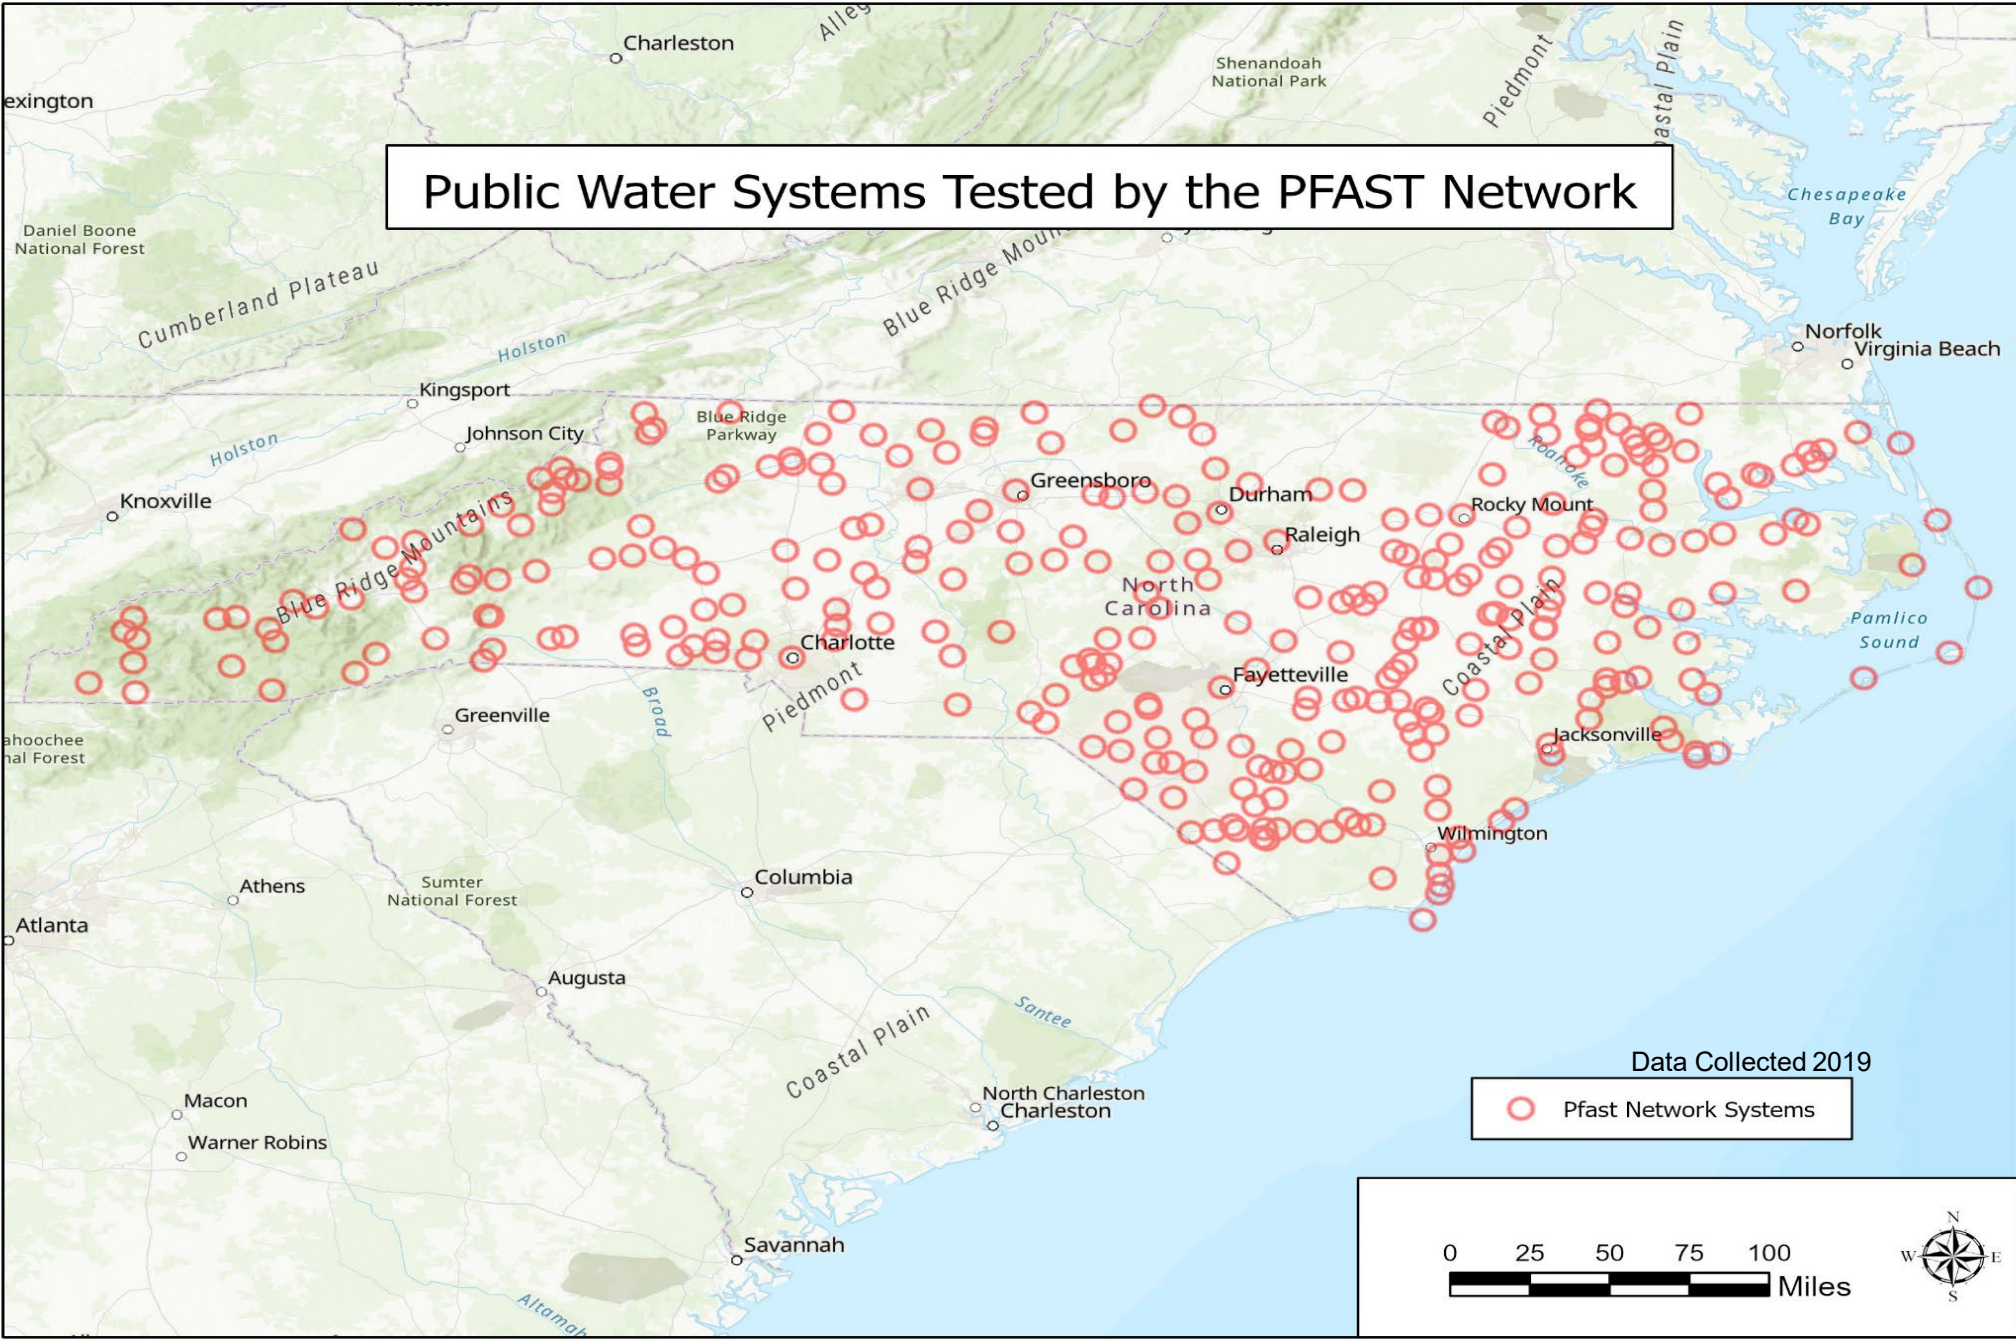 Charleston
Alleg
Piedmont
oastal Plain
Shenandoah
National Park
exington
Public Water Systems Tested by the PFAST Network
Chesapeake
Bay
Daniel Boone
National Forest
Cumberland Plateau
Blue Ridge Moun
Holston
Norfolk
Virginia Beach
Kingsport
Blue Ridge
Parkway
Johnson City
Holston
Roanoke
Knoxville
Greensboro
Durham
Rocky Mount
Raleigh
Blue Ridge Mountains
North
Carolina
Coastal Plain
Pamlico
Sound
Charlotte
Piedmont
Fayetteville
Broad
Greenville
ahoochee
nal Forest
Jacksonville
Wilmington
Columbia
Athens
Sumter
National Forest
Atlanta
Augusta
Santee
Coastal Plain
Data Collected 2019
Pfast Network Systems
North Charleston
Charleston
Macon
Warner Robins
Savannah
Altamah
0 25 50 75 100
Miles
N
W E
S